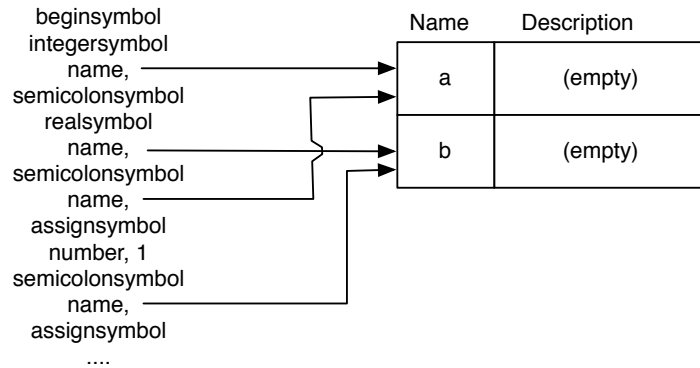 beginsymbol
integersymbol
name,
semicolonsymbol
realsymbol
name,
semicolonsymbol
name,
assignsymbol
number, 1
semicolonsymbol
name,
assignsymbol
....
Name Description
a (empty)
b (empty)